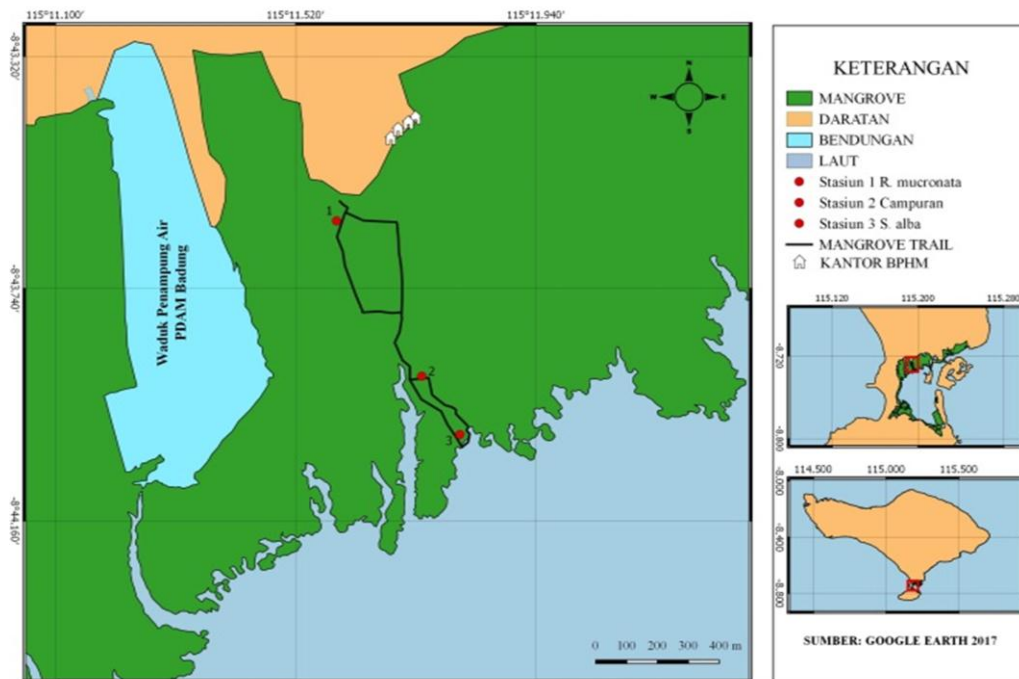 115°11.100'
115°11.520'
115°11.940'
-8°43.320'
-8°43.740'
-8°44.160'
N
W
E
S
1
2
3
Waduk Penampung Air
PDAM Badung
0 100 200 300 400 m
KETERANGAN
MANGROVE
DARATAN
BENDUNGAN
LAUT
Stasiun 1 R. mucronata
Stasiun 2 Campuran
Stasiun 3 S. alba
MANGROVE TRAIL
KANTOR BPHM
115.120 115.200 115.280
-8.720
-8.800
114.500 115.000 115.500
-8.000
-8.400
-8.800
SUMBER: GOOGLE EARTH 2017